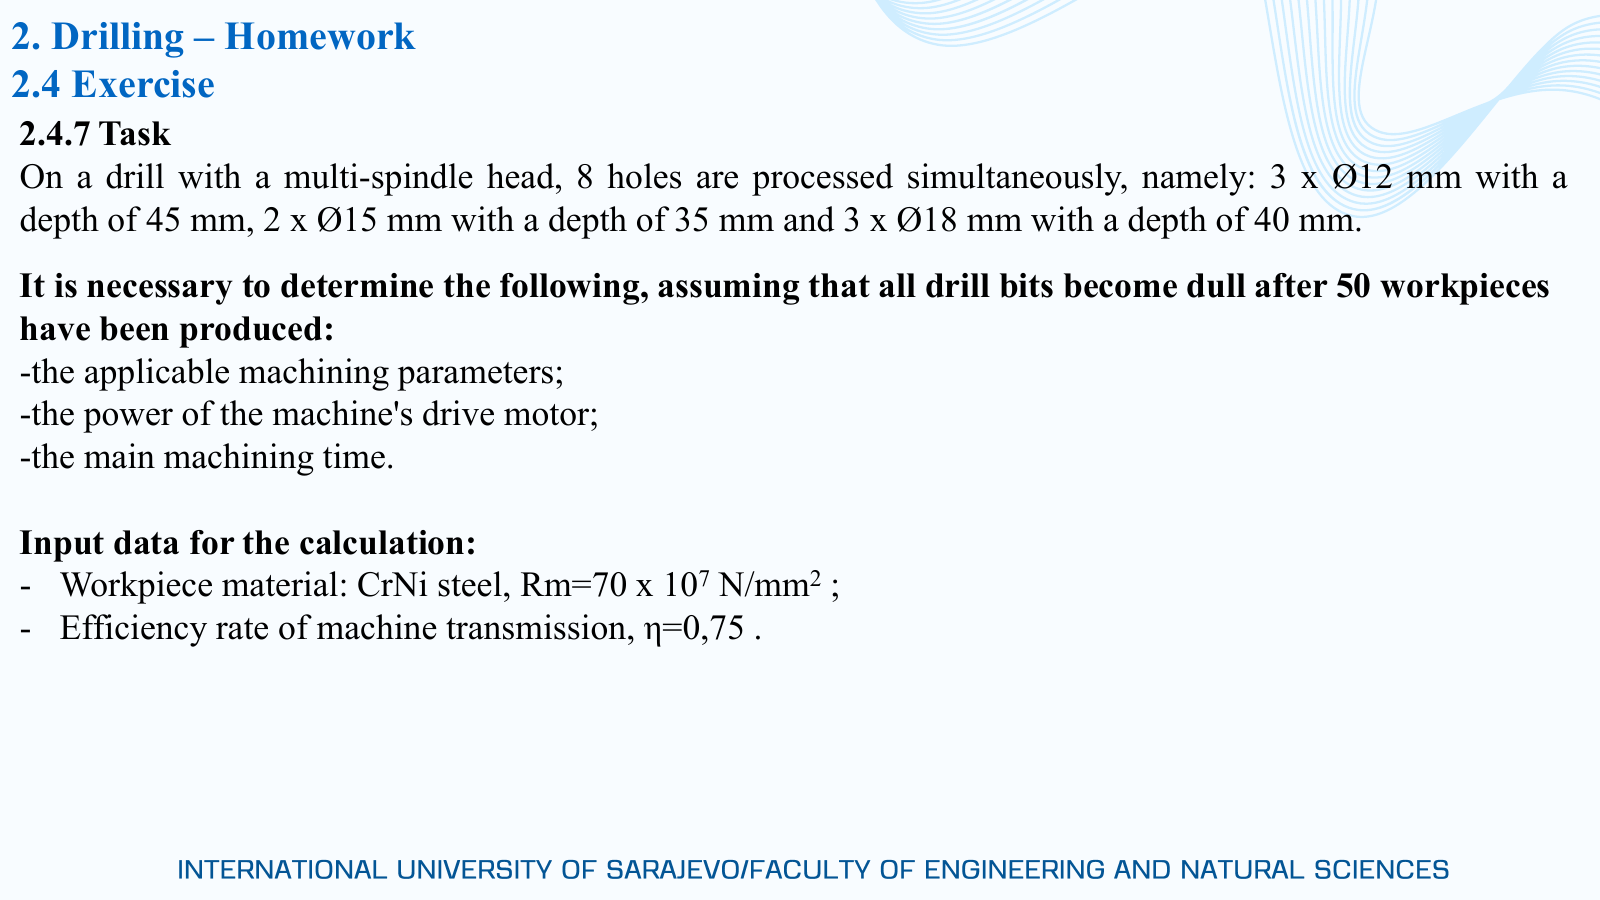 2. Drilling – Homework
2.4 Exercise
2.4.7 Task
On a drill with a multi-spindle head, 8 holes are processed simultaneously, namely: 3 x Ø12 mm with a
depth of 45 mm, 2 x Ø15 mm with a depth of 35 mm and 3 x Ø18 mm with a depth of 40 mm.
It is necessary to determine the following, assuming that all drill bits become dull after 50 workpieces
have been produced:
-the applicable machining parameters;
-the power of the machine's drive motor;
-the main machining time.
Input data for the calculation:
- Workpiece material: CrNi steel, Rm=70 x 10⁷ N/mm² ;
- Efficiency rate of machine transmission, η=0,75 .
INTERNATIONAL UNIVERSITY OF SARAJEVO/FACULTY OF ENGINEERING AND NATURAL SCIENCES